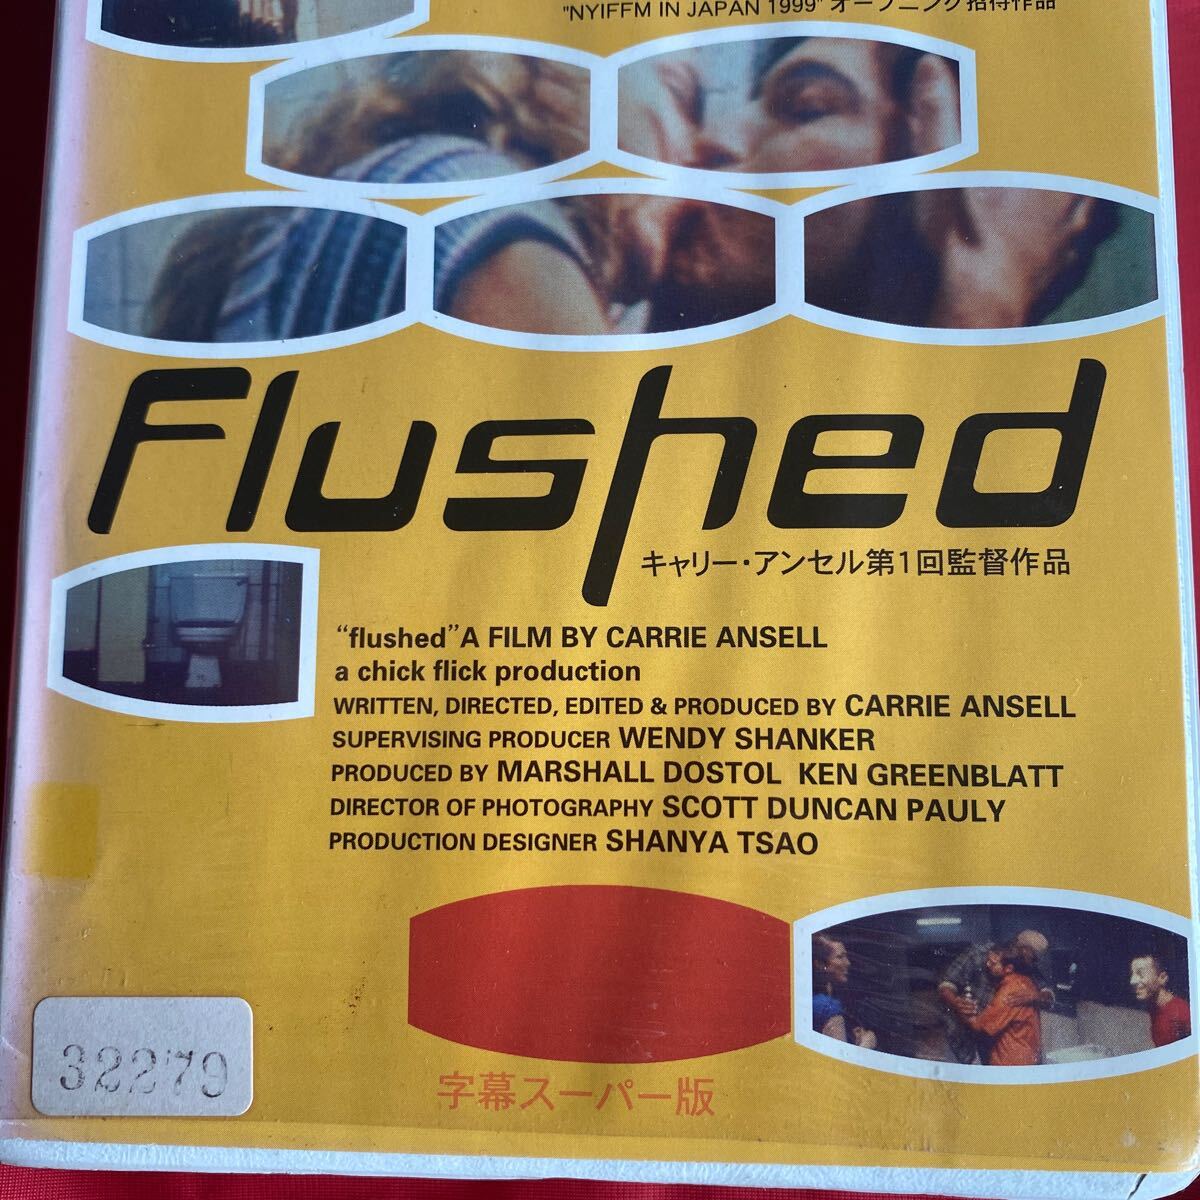 "NYIFFM IN JAPAN 1999" オープニング招待作品
Flushed
キャリー・アンセル第1回監督作品
“flushed” A FILM BY CARRIE ANSELL
a chick flick production
WRITTEN, DIRECTED, EDITED & PRODUCED BY CARRIE ANSELL
SUPERVISING PRODUCER WENDY SHANKER
PRODUCED BY MARSHALL DOSTOL KEN GREENBLATT
DIRECTOR OF PHOTOGRAPHY SCOTT DUNCAN PAULY
PRODUCTION DESIGNER SHANYA TSAO
32279
字幕スーパー版